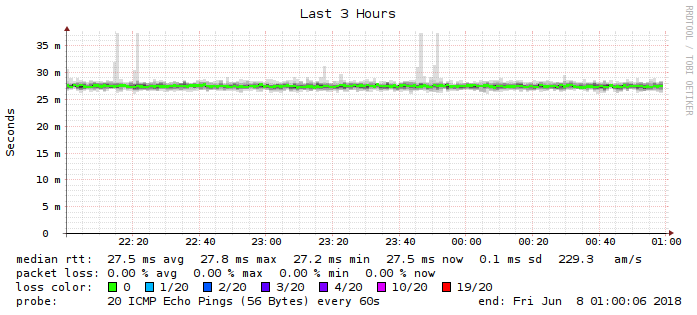 Last 3 Hours
RRDTOOL / TOBI OETIKER
Seconds
35 m
30 m
25 m
20 m
15 m
10 m
5 m
0
22:20 22:40 23:00 23:20 23:40 00:00 00:20 00:40 01:00
median rtt: 27.5 ms avg 27.8 ms max 27.2 ms min 27.5 ms now 0.1 ms sd 229.3 am/s
packet loss: 0.00 % avg 0.00 % max 0.00 % min 0.00 % now
loss color: 0 1/20 2/20 3/20 4/20 10/20 19/20
probe: 20 ICMP Echo Pings (56 Bytes) every 60s end: Fri Jun 8 01:00:06 2018